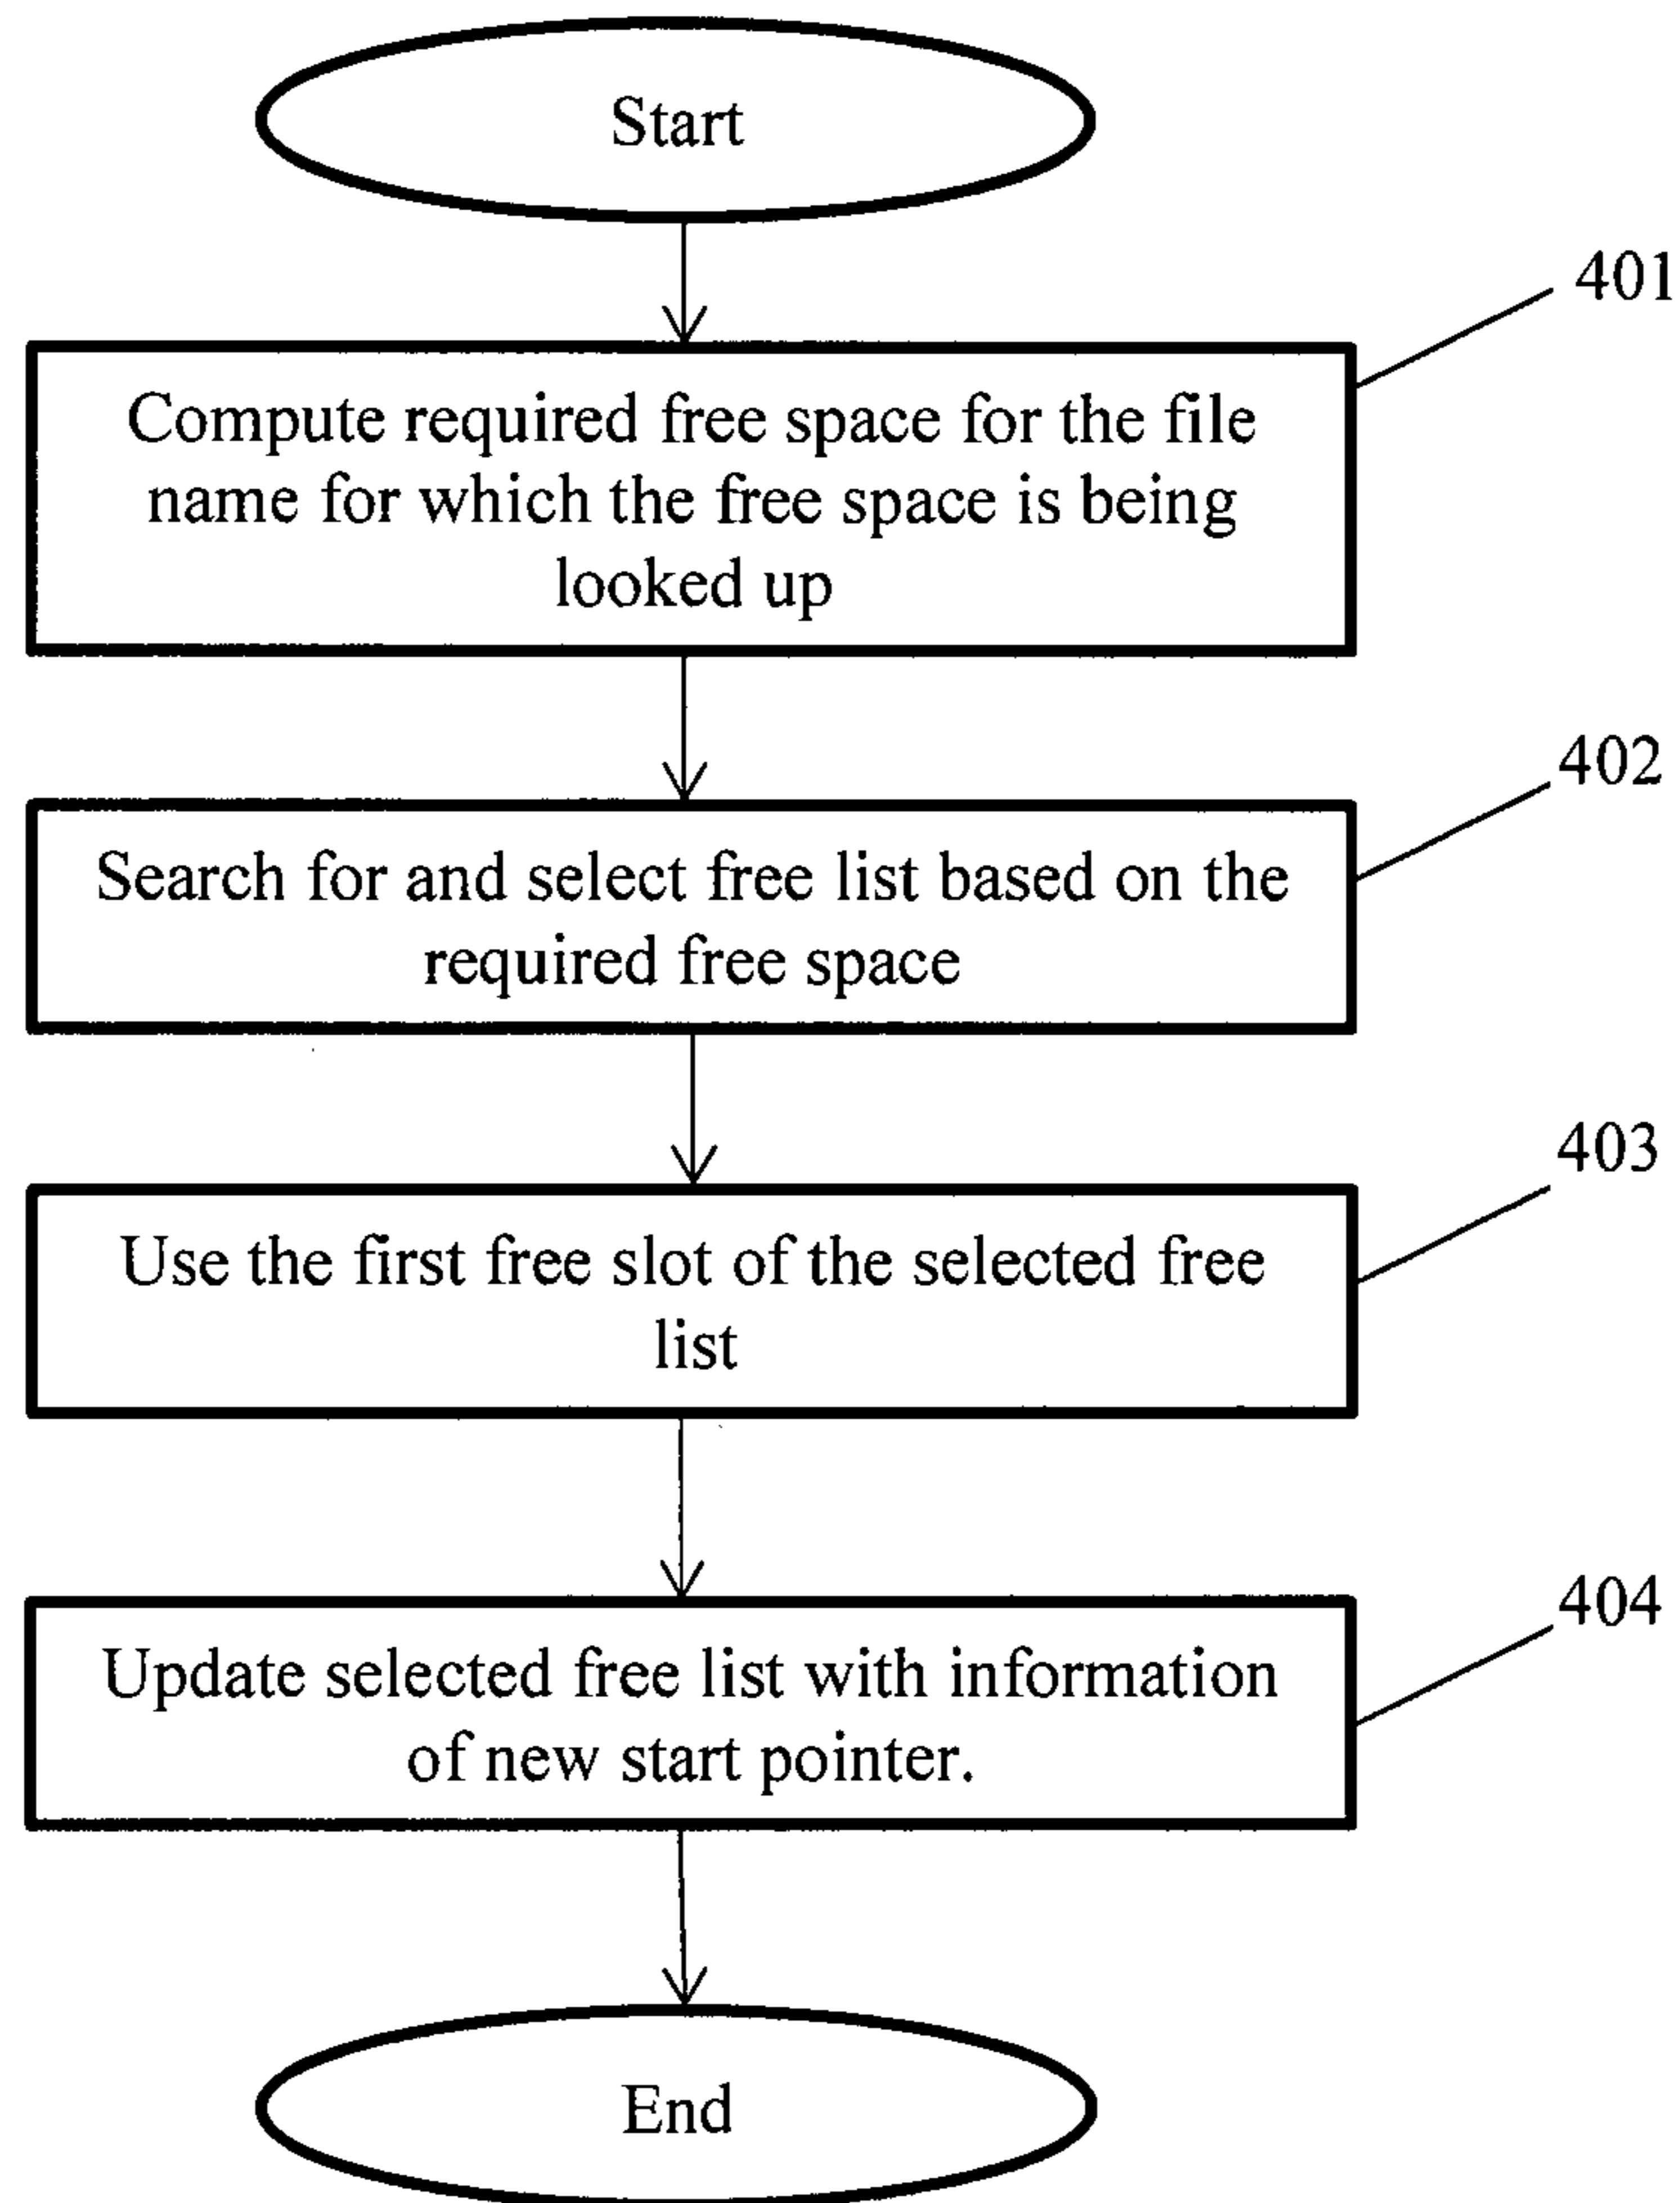 Start
401
Compute required free space for the file
name for which the free space is being
looked up
402
Search for and select free list based on the
required free space
403
Use the first free slot of the selected free
list
404
Update selected free list with information
of new start pointer.
End